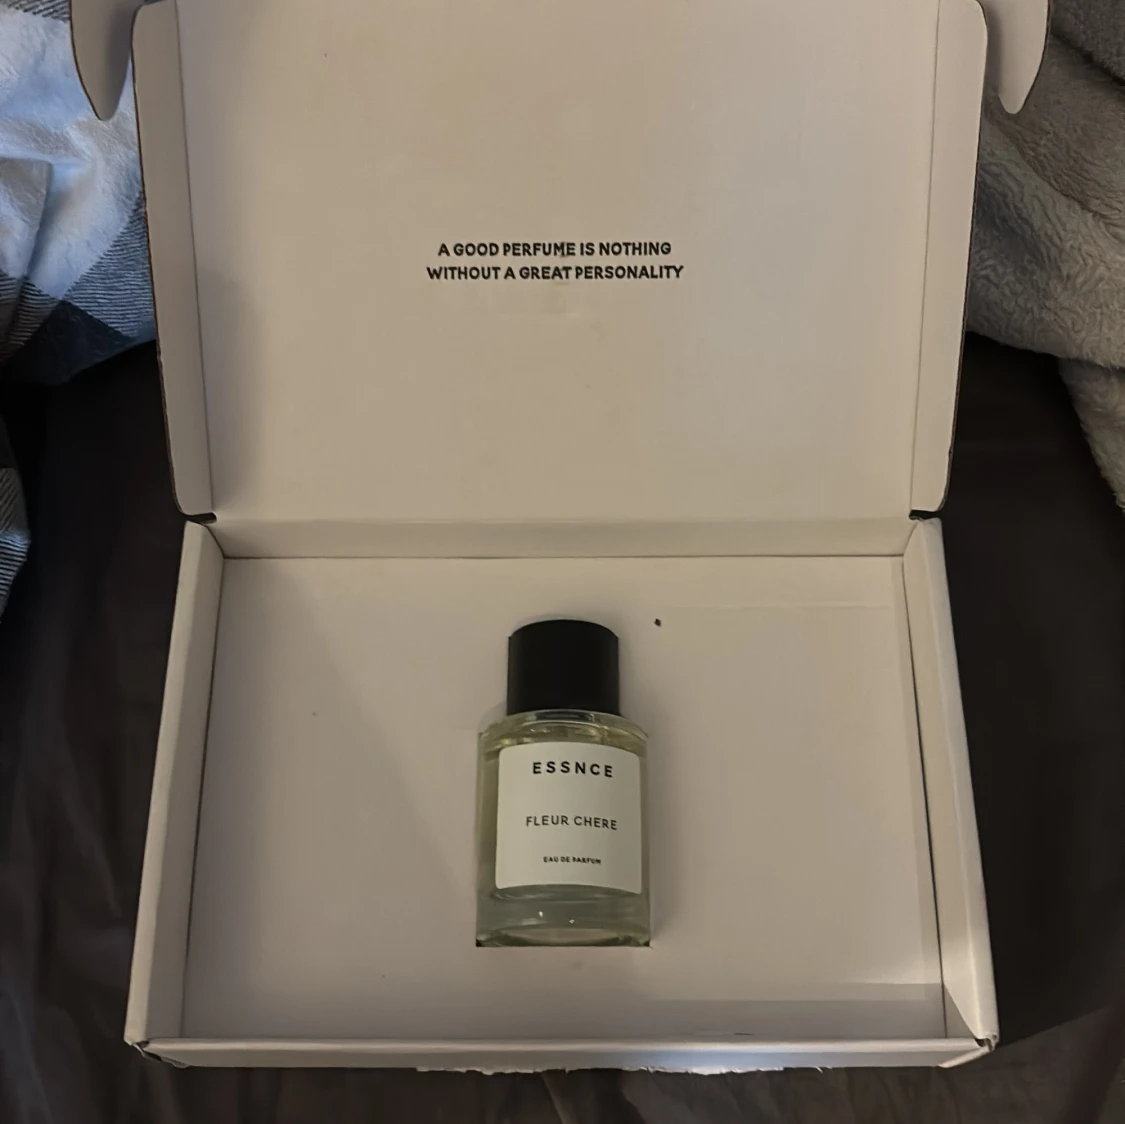 A GOOD PERFUME IS NOTHING
WITHOUT A GREAT PERSONALITY
ESSNCE
FLEUR CHERE
EAU DE PARFUM